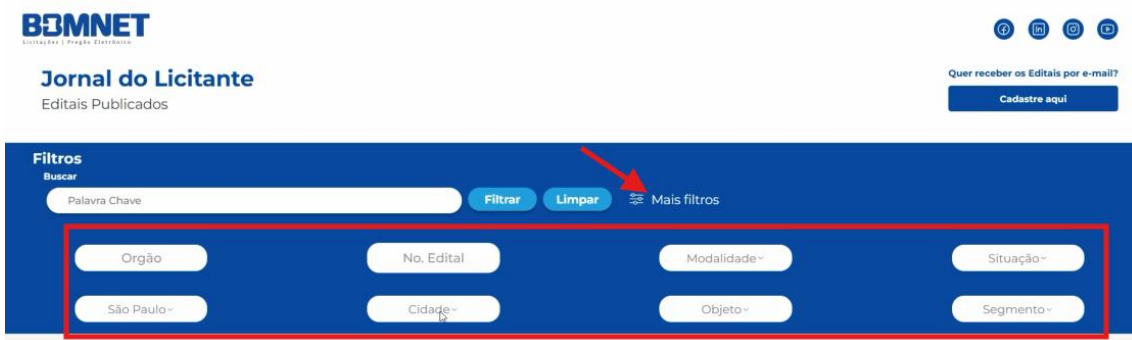 BBMNET
Licitações | Pregão Eletrônico
Jornal do Licitante
Editais Publicados
Quer receber os Editais por e-mail?
Cadastre aqui
Filtros
Buscar
Palavra Chave
Filtrar
Limpar
Mais filtros
Orgão
No. Edital
Modalidade
Situação
São Paulo
Cidade
Objeto
Segmento